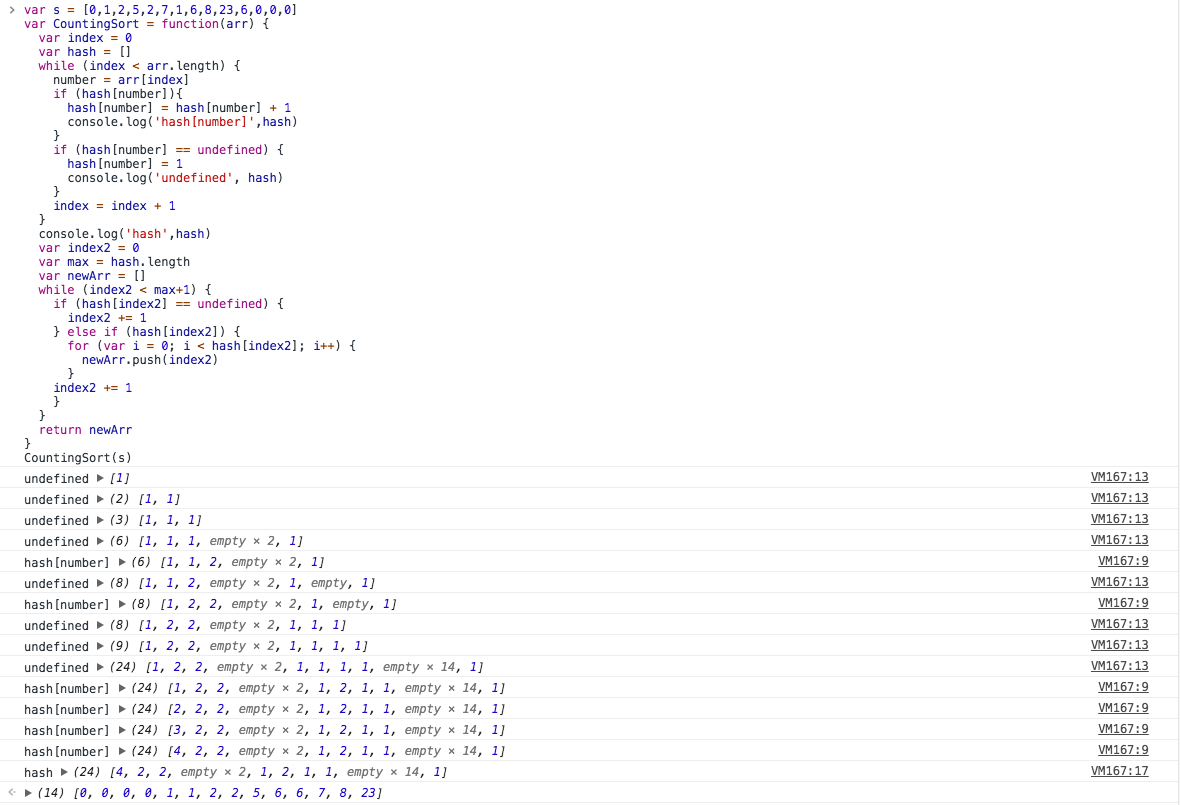 > var s = [0,1,2,5,2,7,1,6,8,23,6,0,0,0]
var CountingSort = function(arr) {
  var index = 0
  var hash = []
  while (index < arr.length) {
    number = arr[index]
    if (hash[number]){
      hash[number] = hash[number] + 1
      console.log('hash[number]',hash)
    }
    if (hash[number] == undefined) {
      hash[number] = 1
      console.log('undefined', hash)
    }
    index = index + 1
  }
  console.log('hash',hash)
  var index2 = 0
  var max = hash.length
  var newArr = []
  while (index2 < max+1) {
    if (hash[index2] == undefined) {
      index2 += 1
    } else if (hash[index2]) {
      for (var i = 0; i < hash[index2]; i++) {
        newArr.push(index2)
      }
    index2 += 1
    }
  }
  return newArr
}
CountingSort(s)
undefined ▶ [1] VM167:13
undefined ▶ (2) [1, 1] VM167:13
undefined ▶ (3) [1, 1, 1] VM167:13
undefined ▶ (6) [1, 1, 1, empty × 2, 1] VM167:13
hash[number] ▶ (6) [1, 1, 2, empty × 2, 1] VM167:9
undefined ▶ (8) [1, 1, 2, empty × 2, 1, empty, 1] VM167:13
hash[number] ▶ (8) [1, 2, 2, empty × 2, 1, empty, 1] VM167:9
undefined ▶ (8) [1, 2, 2, empty × 2, 1, 1, 1] VM167:13
undefined ▶ (9) [1, 2, 2, empty × 2, 1, 1, 1, 1] VM167:13
undefined ▶ (24) [1, 2, 2, empty × 2, 1, 1, 1, 1, empty × 14, 1] VM167:13
hash[number] ▶ (24) [1, 2, 2, empty × 2, 1, 2, 1, 1, empty × 14, 1] VM167:9
hash[number] ▶ (24) [2, 2, 2, empty × 2, 1, 2, 1, 1, empty × 14, 1] VM167:9
hash[number] ▶ (24) [3, 2, 2, empty × 2, 1, 2, 1, 1, empty × 14, 1] VM167:9
hash[number] ▶ (24) [4, 2, 2, empty × 2, 1, 2, 1, 1, empty × 14, 1] VM167:9
hash ▶ (24) [4, 2, 2, empty × 2, 1, 2, 1, 1, empty × 14, 1] VM167:17
▶ (14) [0, 0, 0, 0, 1, 1, 2, 2, 5, 6, 6, 7, 8, 23]